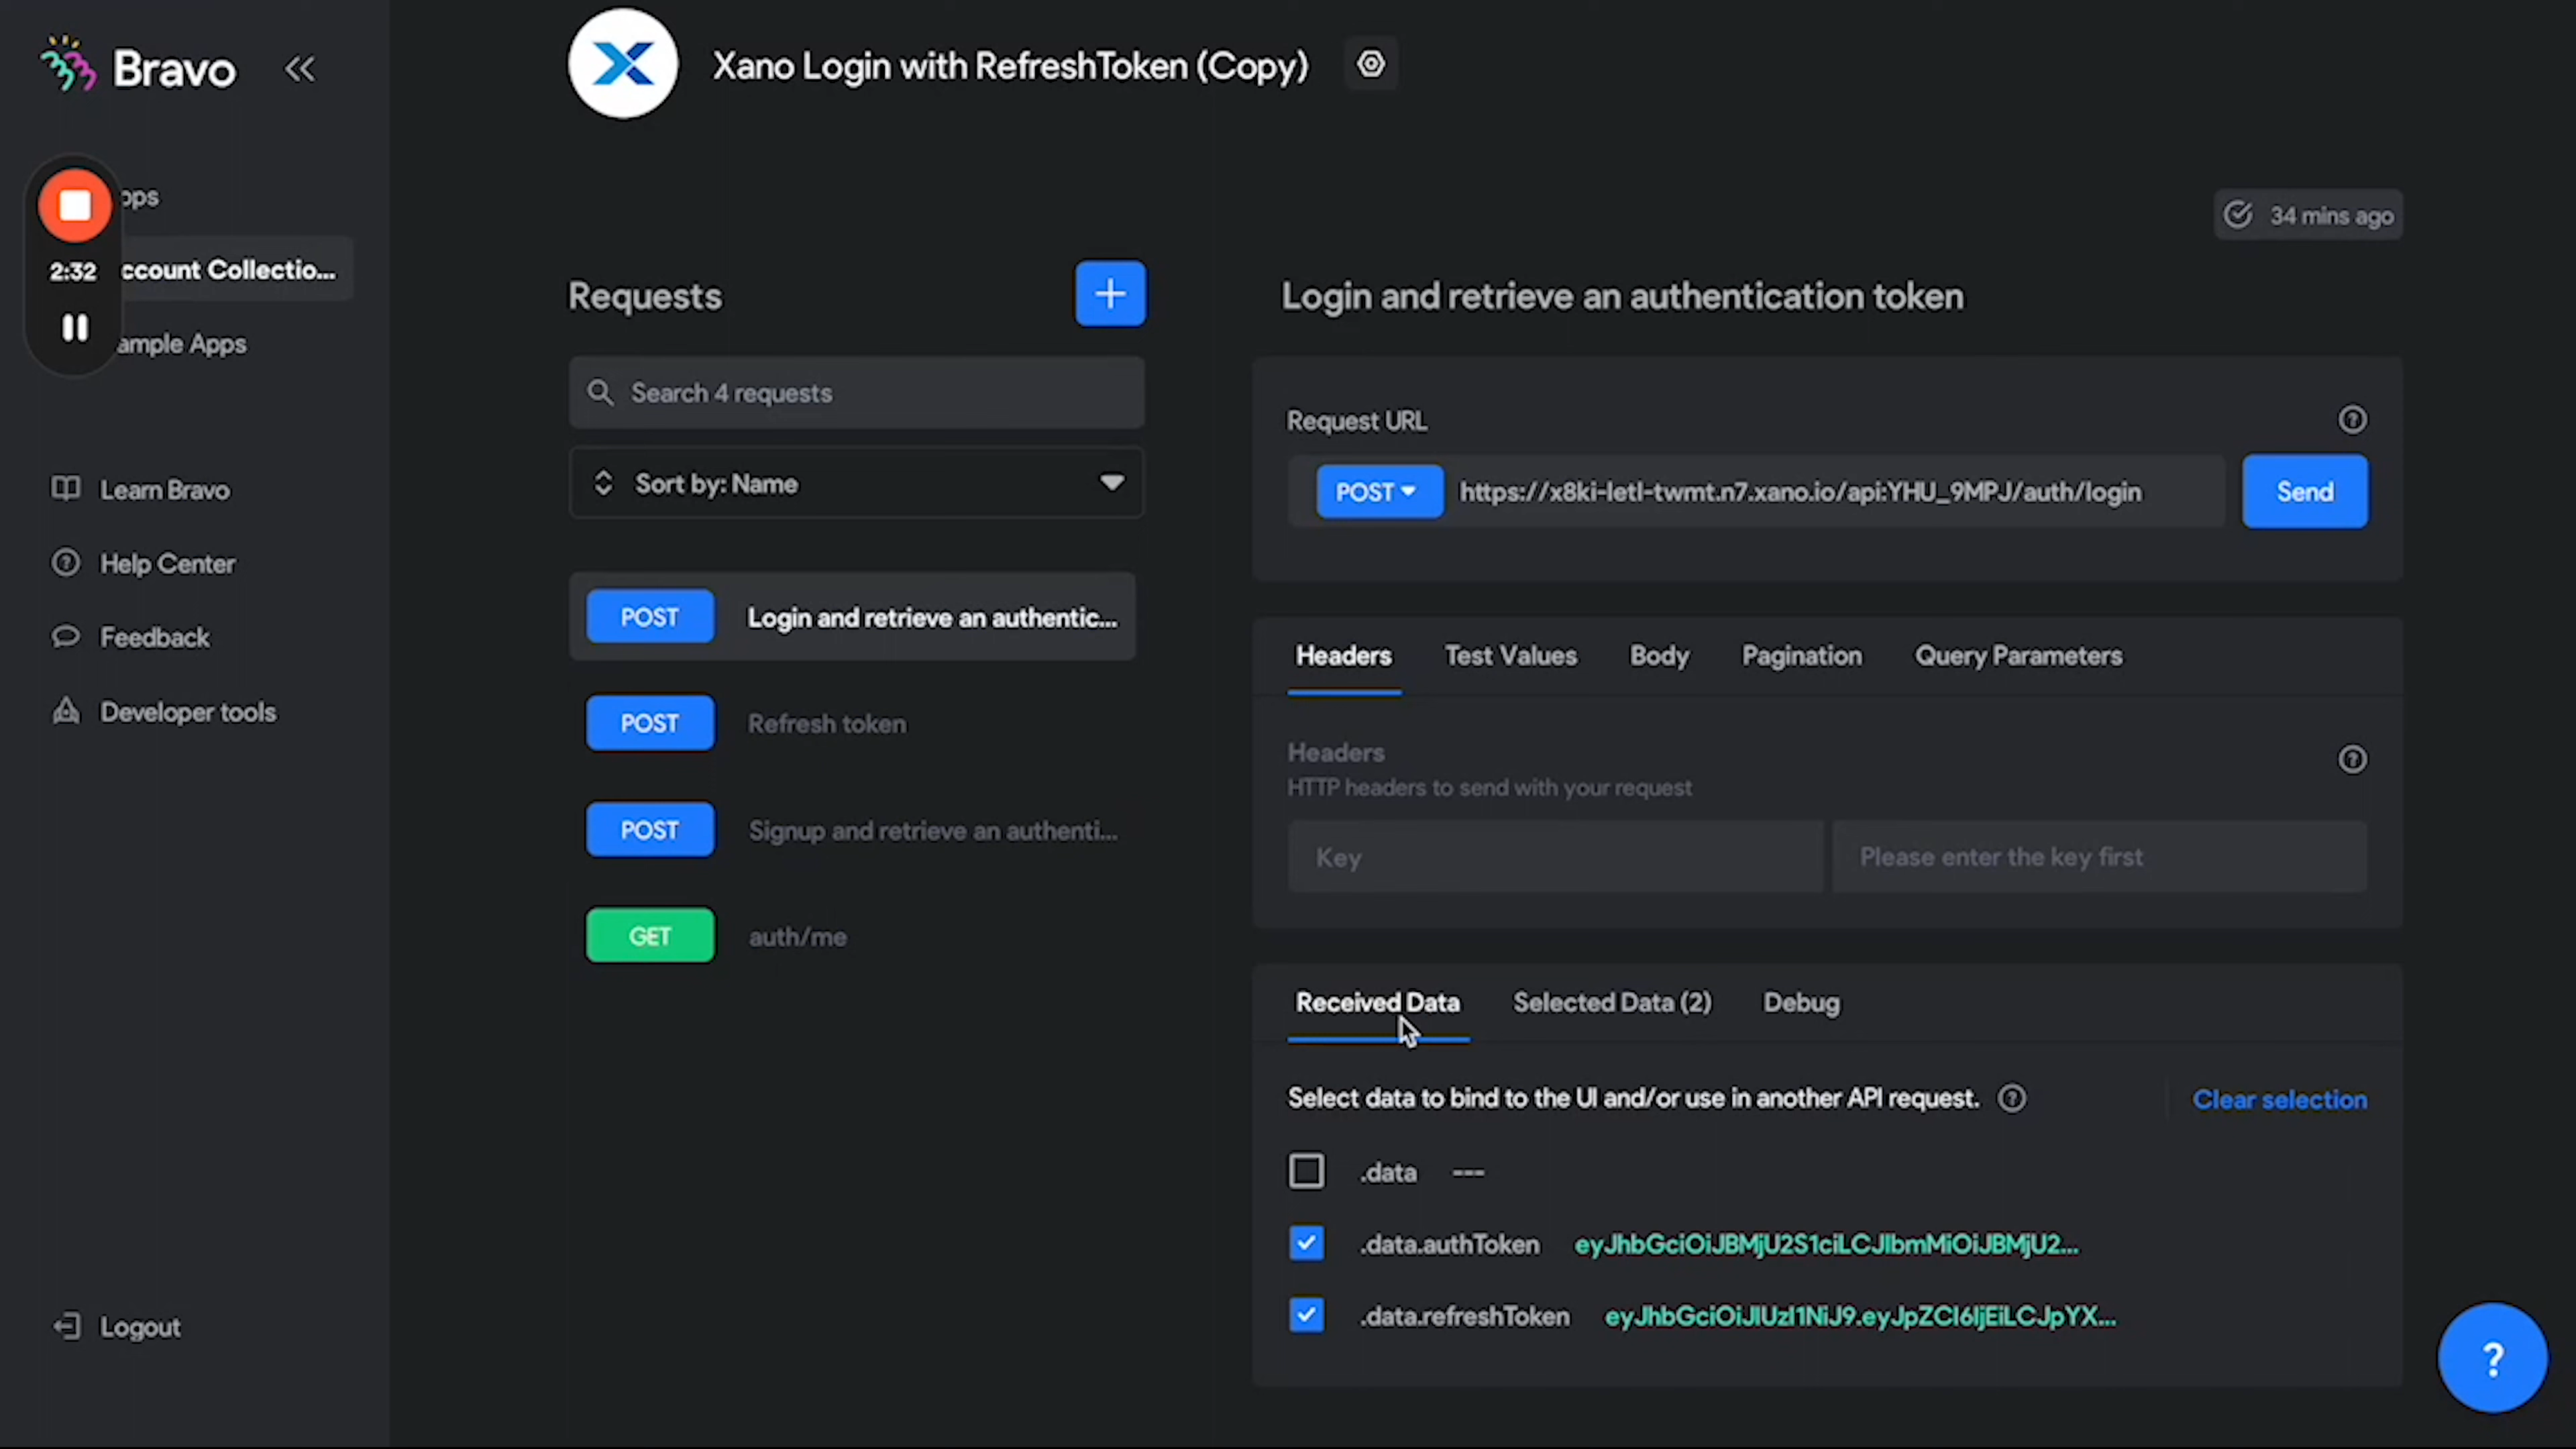 Bravo
Xano Login with RefreshToken (Copy)
pps
2:32
ccount Collectio...
ample Apps
Learn Bravo
Help Center
Feedback
Developer tools
Logout
Requests
Search 4 requests
Sort by: Name
POST Login and retrieve an authentic...
POST Refresh token
POST Signup and retrieve an authenti...
GET auth/me
34 mins ago
Login and retrieve an authentication token
Request URL
POST https://x8ki-letl-twmt.n7.xano.io/api:YHU_9MPJ/auth/login Send
Headers Test Values Body Pagination Query Parameters
Headers
HTTP headers to send with your request
Key Please enter the key first
Received Data Selected Data (2) Debug
Select data to bind to the UI and/or use in another API request. Clear selection
.data ---
.data.authToken eyJhbGciOiJBMjU2S1ciLCJlbmMiOiJBMjU2...
.data.refreshToken eyJhbGciOiJIUzI1NiJ9.eyJpZCI6IjEiLCJpYX...